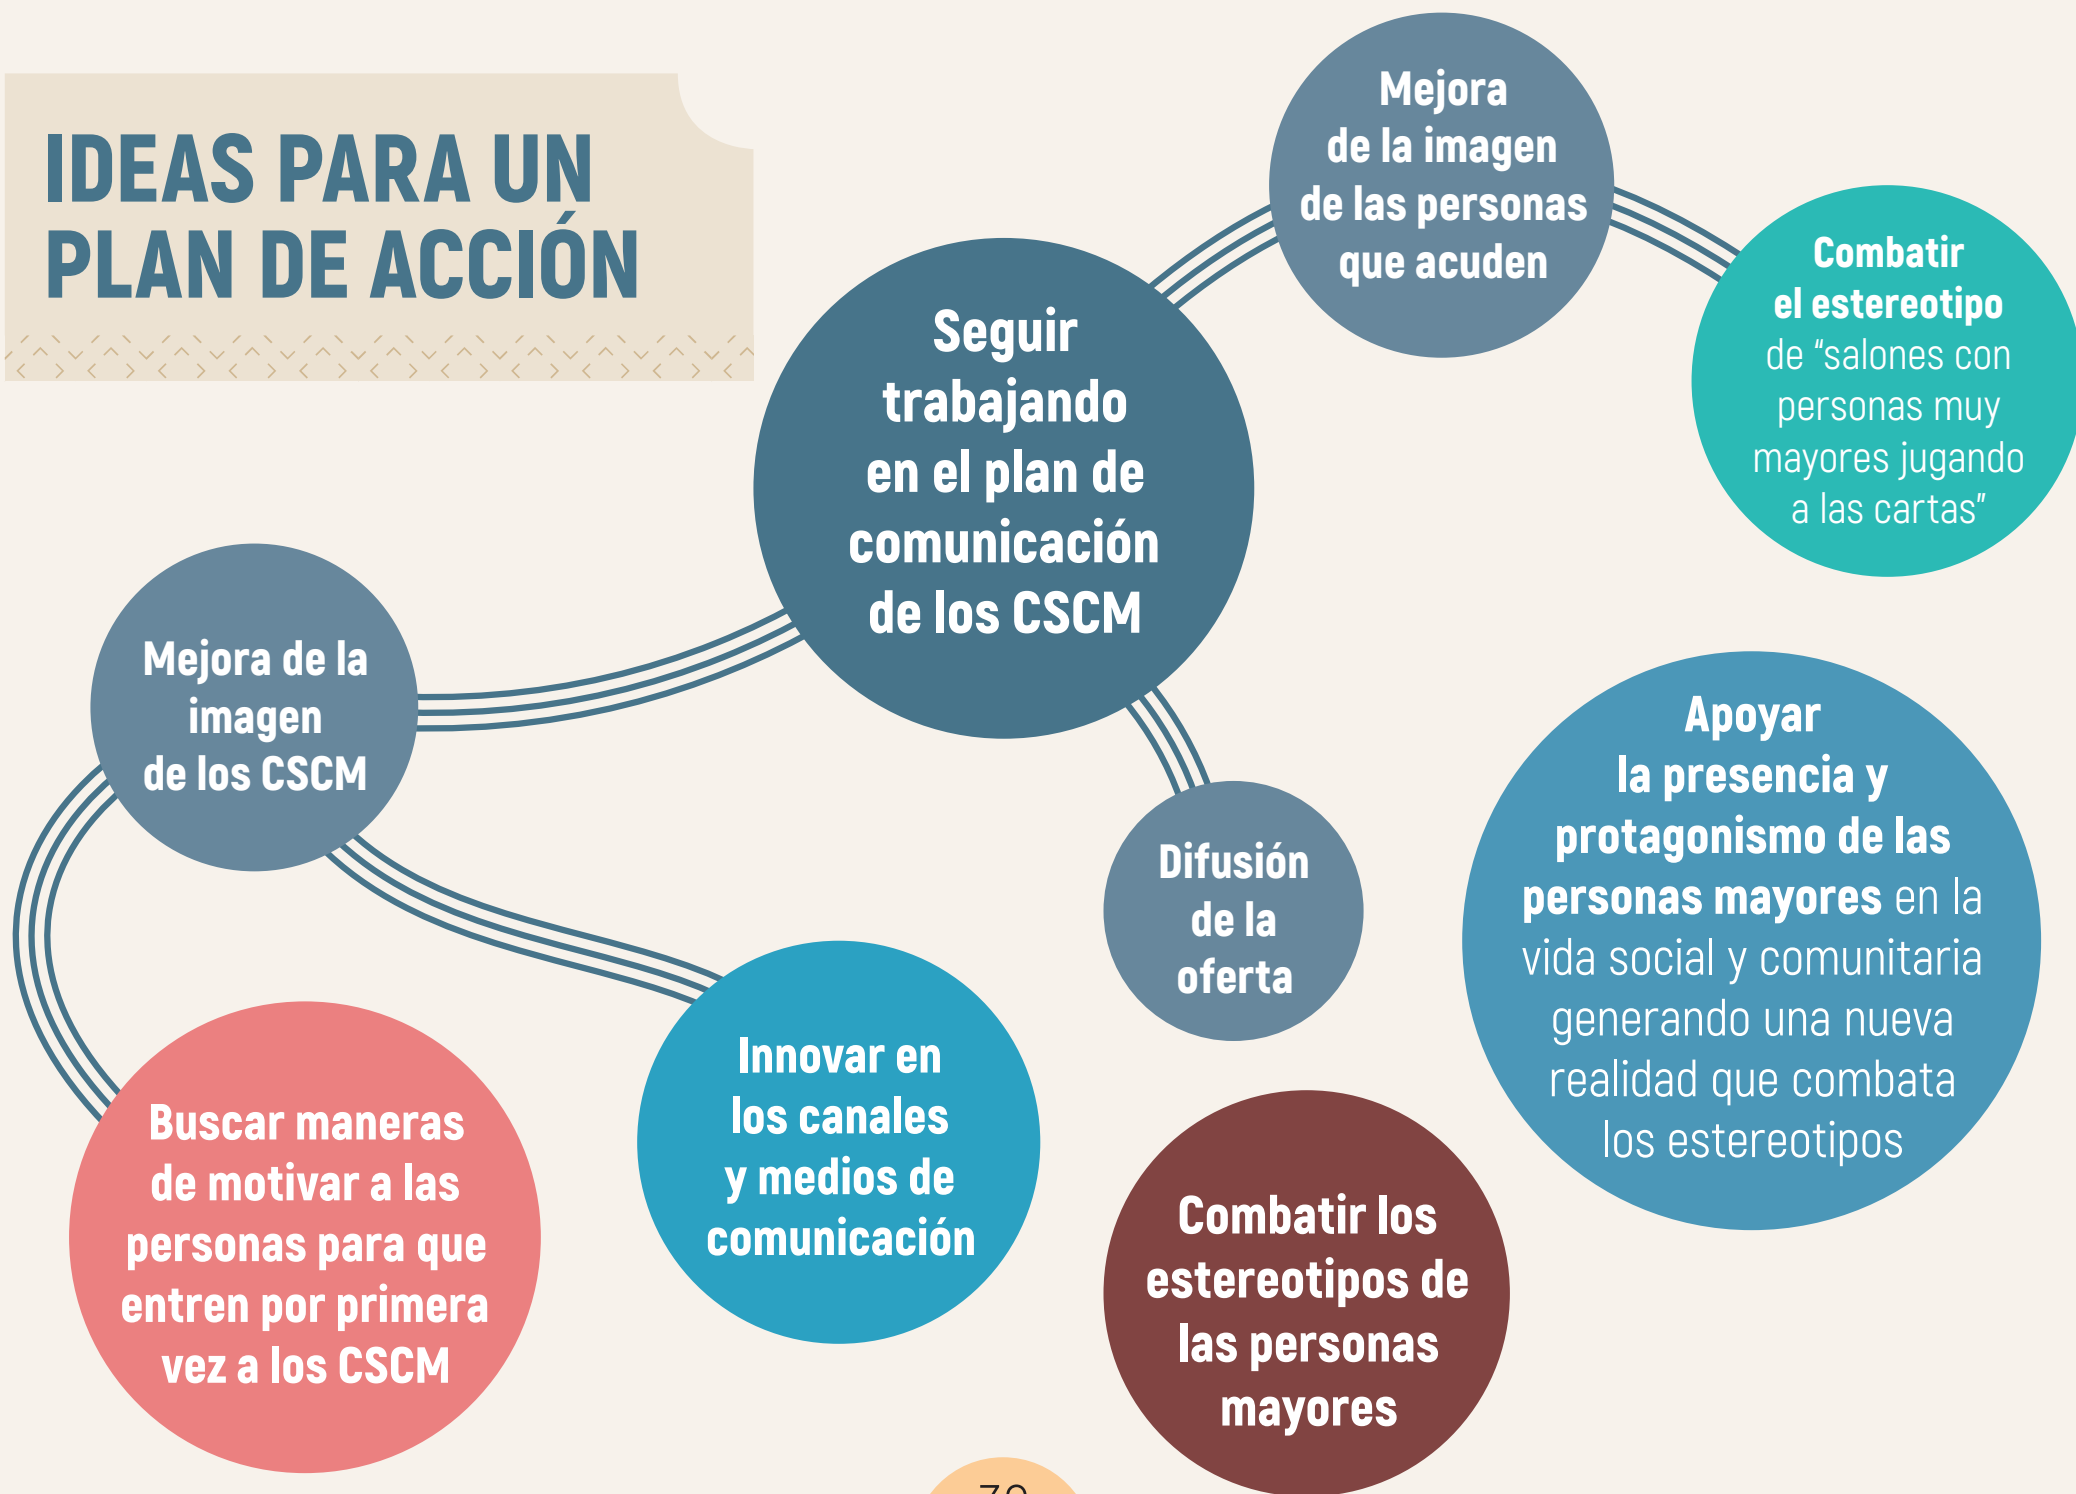 IDEAS PARA UN
PLAN DE ACCIÓN
Mejora
de la imagen
de las personas
que acuden
Combatir
el estereotipo
de “salones con
personas muy
mayores jugando
a las cartas”
Seguir
trabajando
en el plan de
comunicación
de los CSCM
Mejora de la
imagen
de los CSCM
Apoyar
la presencia y
protagonismo de las
personas mayores en la
vida social y comunitaria
generando una nueva
realidad que combata
los estereotipos
Difusión
de la
oferta
Innovar en
los canales
y medios de
comunicación
Buscar maneras
de motivar a las
personas para que
entren por primera
vez a los CSCM
Combatir los
estereotipos de
las personas
mayores